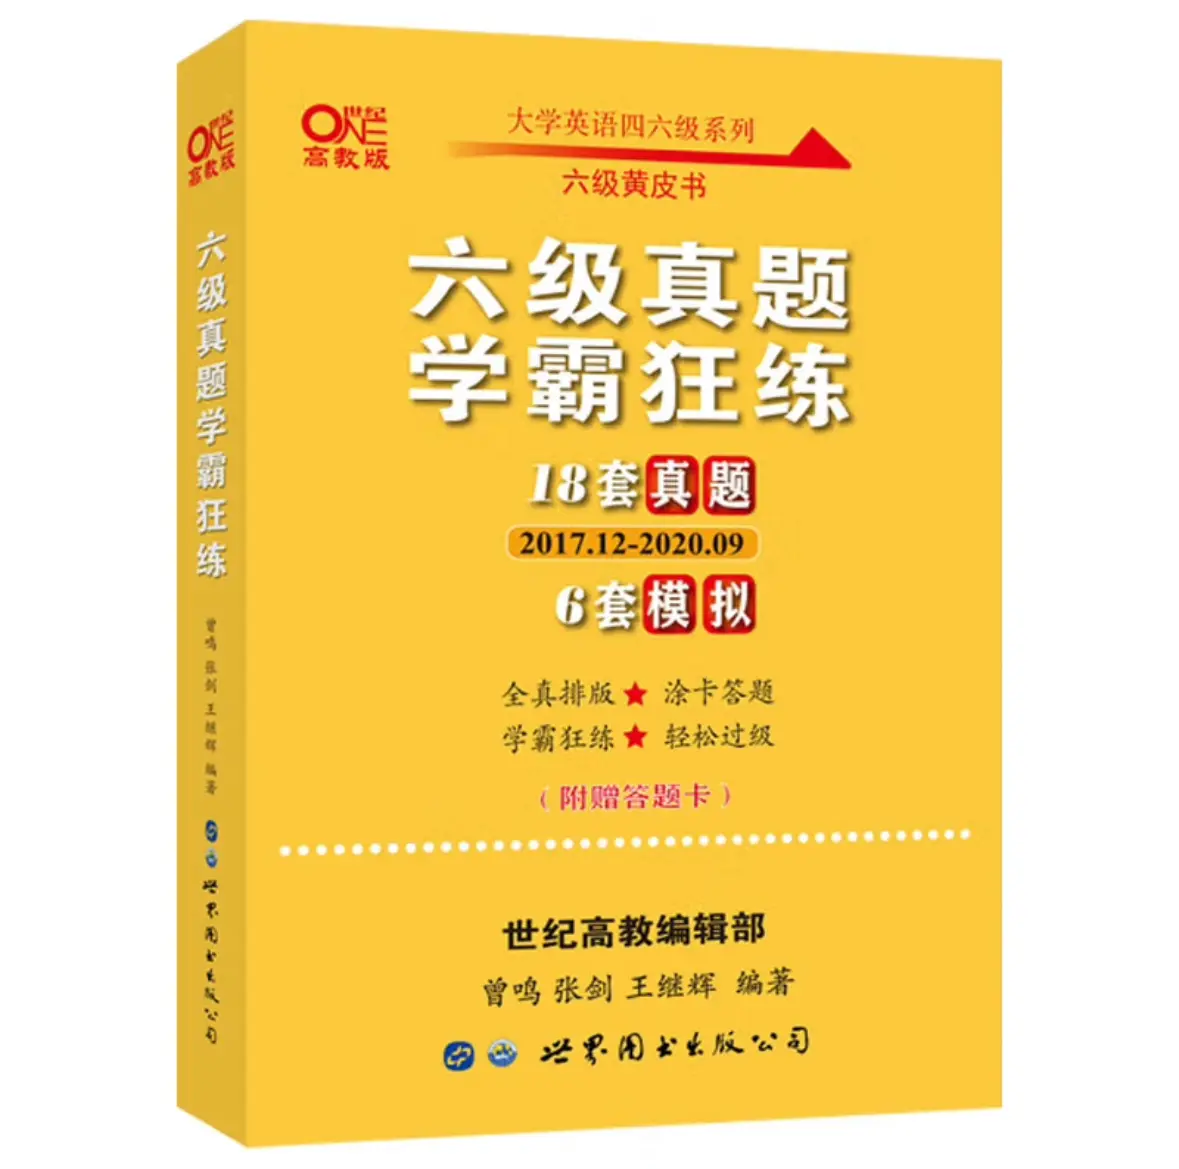 世纪
ONE
高教版
六级真题学霸狂练
曾鸣 张剑 王继辉 编著
世界图书出版公司
世纪
ONE
高教版
大学英语四六级系列
六级黄皮书
六级真题
学霸狂练
18套真题
2017.12-2020.09
6套模拟
全真排版★涂卡答题
学霸狂练★轻松过级
(附赠答题卡)
世纪高教编辑部
曾鸣 张剑 王继辉 编著
世界图书出版公司